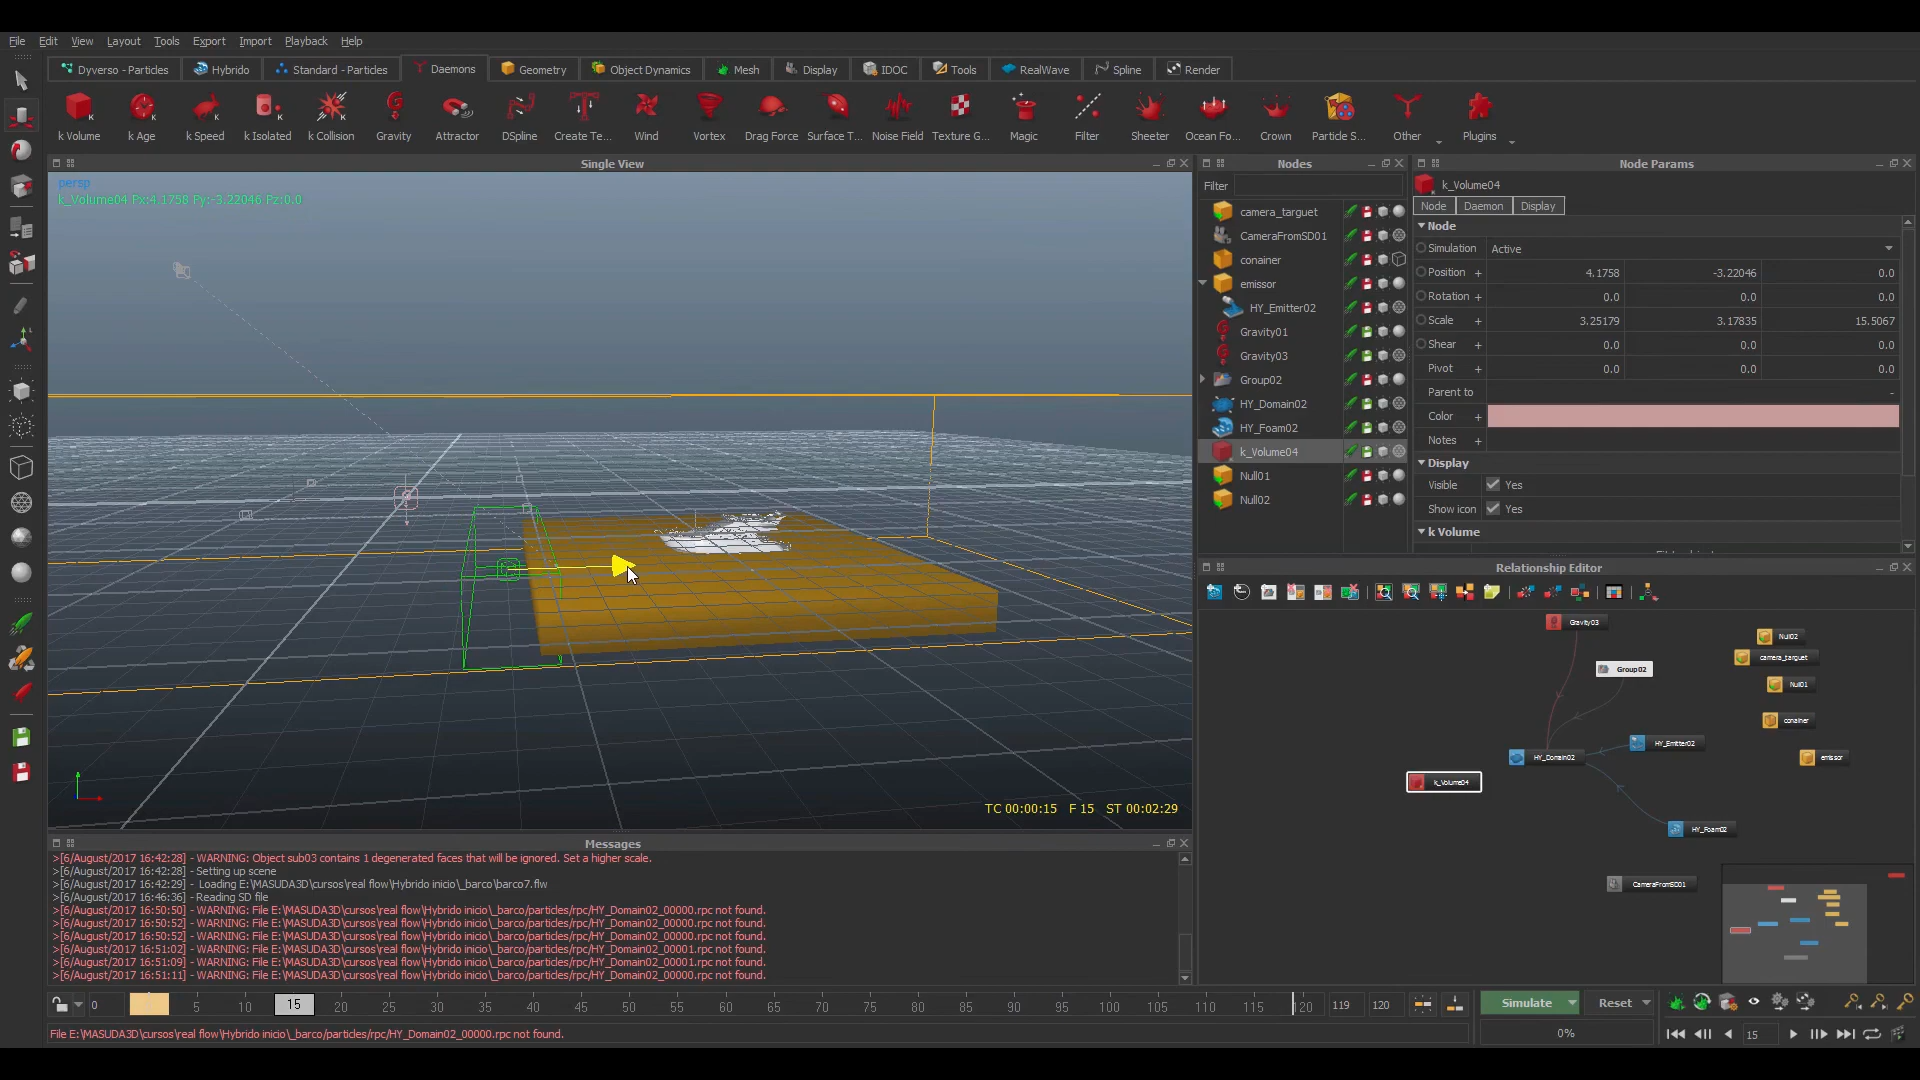 File Edit View Layout Tools Export Import Playback Help
Dyverso - Particles Hybrido Standard - Particles Daemons Geometry Object Dynamics Mesh Display IDOC Tools RealWave Spline Render
k Volume k Age k Speed k Isolated k Collision Gravity Attractor DSpline Create Te... Wind Vortex Drag Force Surface T... Noise Field Texture G... Magic Filter Sheeter Ocean Fo... Crown Particle S... Other Plugins
Single View
persp
k_Volume04 Px:4.1758 Py:-3.22046 Pz:0.0
TC 00:00:15 F 15 ST 00:02:29
Nodes
Filter
camera_targuet
CameraFromSD01
conainer
emissor
HY_Emitter02
Gravity01
Gravity03
Group02
HY_Domain02
HY_Foam02
k_Volume04
Null01
Null02
Node Params
k_Volume04
Node Daemon Display
Node
Simulation Active
Position + 4.1758 -3.22046 0.0
Rotation + 0.0 0.0 0.0
Scale + 3.25179 3.17835 15.5067
Shear + 0.0 0.0 0.0
Pivot + 0.0 0.0 0.0
Parent to -
Color +
Notes +
Display
Visible Yes
Show icon Yes
k Volume
Relationship Editor
Gravity03
Null02
camera_targuet
Group02
Null01
conainer
HY_Emitter02
HY_Domain02
emissor
k_Volume04
HY_Foam02
CameraFromSD01
Messages
>[6/August/2017 16:42:28] - WARNING: Object sub03 contains 1 degenerated faces that will be ignored. Set a higher scale.
>[6/August/2017 16:42:28] - Setting up scene
>[6/August/2017 16:42:29] - Loading E:\MASUDA3D\cursos\real flow\Hybrido inicio\_barco\barco7.flw
>[6/August/2017 16:46:36] - Reading SD file
>[6/August/2017 16:50:50] - WARNING: File E:\MASUDA3D\cursos\real flow\Hybrido inicio\_barco/particles/rpc/HY_Domain02_00000.rpc not found.
>[6/August/2017 16:50:52] - WARNING: File E:\MASUDA3D\cursos\real flow\Hybrido inicio\_barco/particles/rpc/HY_Domain02_00000.rpc not found.
>[6/August/2017 16:50:52] - WARNING: File E:\MASUDA3D\cursos\real flow\Hybrido inicio\_barco/particles/rpc/HY_Domain02_00000.rpc not found.
>[6/August/2017 16:51:02] - WARNING: File E:\MASUDA3D\cursos\real flow\Hybrido inicio\_barco/particles/rpc/HY_Domain02_00001.rpc not found.
>[6/August/2017 16:51:09] - WARNING: File E:\MASUDA3D\cursos\real flow\Hybrido inicio\_barco/particles/rpc/HY_Domain02_00001.rpc not found.
>[6/August/2017 16:51:11] - WARNING: File E:\MASUDA3D\cursos\real flow\Hybrido inicio\_barco/particles/rpc/HY_Domain02_00000.rpc not found.
0 5 10 15 20 25 30 35 40 45 50 55 60 65 70 75 80 85 90 95 100 105 110 115 120 119 120
Simulate Reset
File E:\MASUDA3D\cursos\real flow\Hybrido inicio\_barco/particles/rpc/HY_Domain02_00000.rpc not found.
0% 15